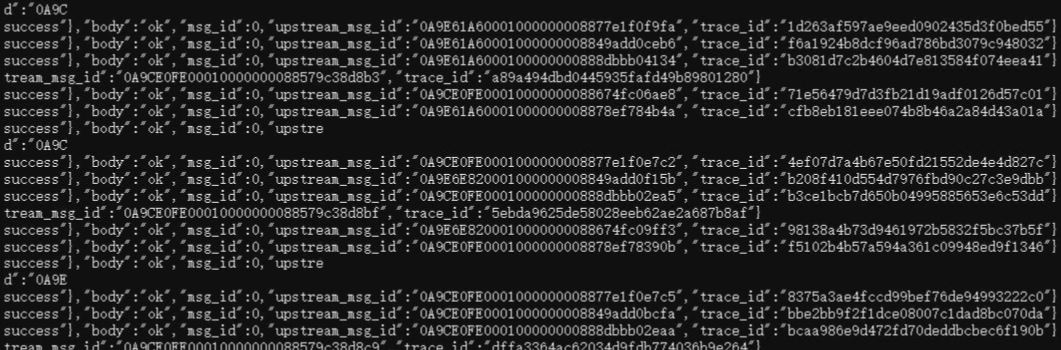 d":"0A9C
success"},"body":"ok","msg_id":0,"upstream_msg_id":"0A9E61A60001000000008877e1f0f9fa","trace_id":"1d263af597ae9eed0902435d3f0bed55"}
success"},"body":"ok","msg_id":0,"upstream_msg_id":"0A9E61A60001000000008849add0ceb6","trace_id":"f6a1924b8dcf96ad786bd3079c948032"}
success"},"body":"ok","msg_id":0,"upstream_msg_id":"0A9E61A6000100000000888dbbb04134","trace_id":"b3081d7c2b4604d7e813584f074eea41"}
tream_msg_id":"0A9CE0FE00010000000088579c38d8b3","trace_id":"a89a494dbd0445935fafd49b89801280"}
success"},"body":"ok","msg_id":0,"upstream_msg_id":"0A9CE0FE000100000000088674fc06ae8","trace_id":"71e56479d7d3fb21d19adf0126d57c01"}
success"},"body":"ok","msg_id":0,"upstream_msg_id":"0A9E61A60001000000008878ef784b4a","trace_id":"cfb8eb181eee074b8b46a2a84d43a01a"}
success"},"body":"ok","msg_id":0,"upstre
d":"0A9C
success"},"body":"ok","msg_id":0,"upstream_msg_id":"0A9CE0FE0001000000008877e1f0e7c2","trace_id":"4ef07d7a4b67e50fd21552de4e4d827c"}
success"},"body":"ok","msg_id":0,"upstream_msg_id":"0A9E6E820001000000008849add0f15b","trace_id":"b208f410d554d7976fbd90c27c3e9dbb"}
success"},"body":"ok","msg_id":0,"upstream_msg_id":"0A9CE0FE000100000000888dbbb02ea5","trace_id":"b3ce1bcb7d650b04995885653e6c53dd"}
tream_msg_id":"0A9CE0FE00010000000088579c38d8bf","trace_id":"5ebda9625de58028eeb62ae2a687b8af"}
success"},"body":"ok","msg_id":0,"upstream_msg_id":"0A9E6E82000100000000088674fc09ff3","trace_id":"98138a4b73d9461972b5832f5bc37b5f"}
success"},"body":"ok","msg_id":0,"upstream_msg_id":"0A9CE0FE0001000000008878ef78390b","trace_id":"f5102b4b57a594a361c09948ed9f1346"}
success"},"body":"ok","msg_id":0,"upstre
d":"0A9E
success"},"body":"ok","msg_id":0,"upstream_msg_id":"0A9CE0FE0001000000008877e1f0e7c5","trace_id":"8375a3ae4fccd99bef76de94993222c0"}
success"},"body":"ok","msg_id":0,"upstream_msg_id":"0A9CE0FE0001000000008849add0bcfa","trace_id":"bbe2bb9f2f1dce08007c1dad8bc070da"}
success"},"body":"ok","msg_id":0,"upstream_msg_id":"0A9CE0FE000100000000888dbbb02eaa","trace_id":"bcaa986e9d472fd70deddbcbec6f190b"}
tream_msg_id":"0A9CE0FE00010000000088579c38d8c9","trace_id":"dffa3364ac62034d9fdb774036b9e264"}